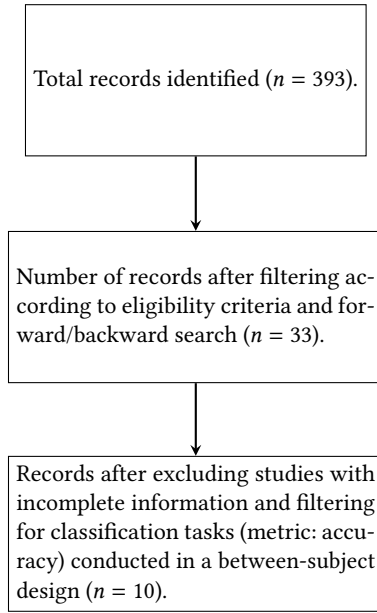 Total records identified (n = 393).
Number of records after filtering ac-
cording to eligibility criteria and for-
ward/backward search (n = 33).
Records after excluding studies with
incomplete information and filtering
for classification tasks (metric: accu-
racy) conducted in a between-subject
design (n = 10).